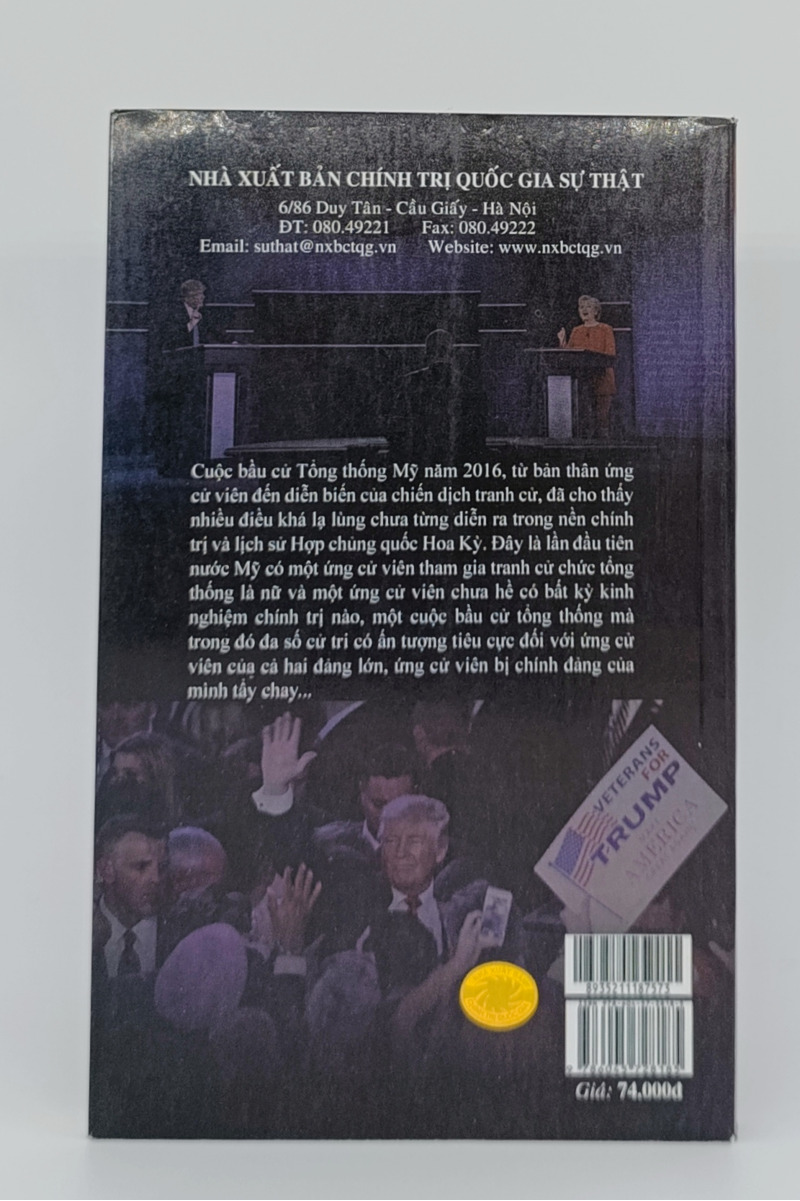 NHÀ XUẤT BẢN CHÍNH TRỊ QUỐC GIA SỰ THẬT
6/86 Duy Tân - Cầu Giấy - Hà Nội
ĐT: 080.49221 Fax: 080.49222
Email: suthat@nxbctqg.vn Website: www.nxbctqg.vn
Cuộc bầu cử Tổng thống Mỹ năm 2016, từ bản thân ứng
cử viên đến diễn biến của chiến dịch tranh cử, đã cho thấy
nhiều điều khá lạ lùng chưa từng diễn ra trong nền chính
trị và lịch sử Hợp chủng quốc Hoa Kỳ. Đây là lần đầu tiên
nước Mỹ có một ứng cử viên tham gia tranh cử chức tổng
thống là nữ và một ứng cử viên chưa hề có bất kỳ kinh
nghiệm chính trị nào, một cuộc bầu cử tổng thống mà
trong đó đa số cử tri có ấn tượng tiêu cực đối với ứng cử
viên của cả hai đảng lớn, ứng cử viên bị chính đảng của
mình tẩy chay...
VETERANS
FOR
TRUMP
AMERICA
8935211187573
Giá: 74.000đ